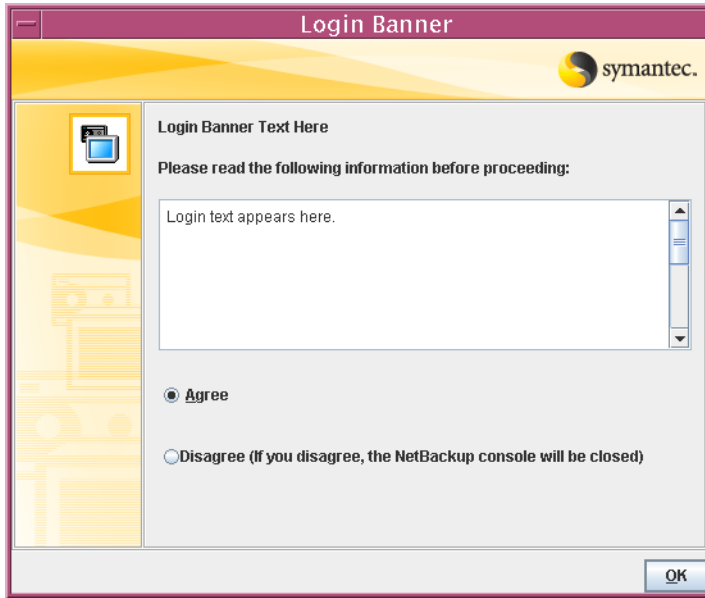 Login Banner
symantec.
Login Banner Text Here
Please read the following information before proceeding:
Login text appears here.
Agree
Disagree (If you disagree, the NetBackup console will be closed)
OK